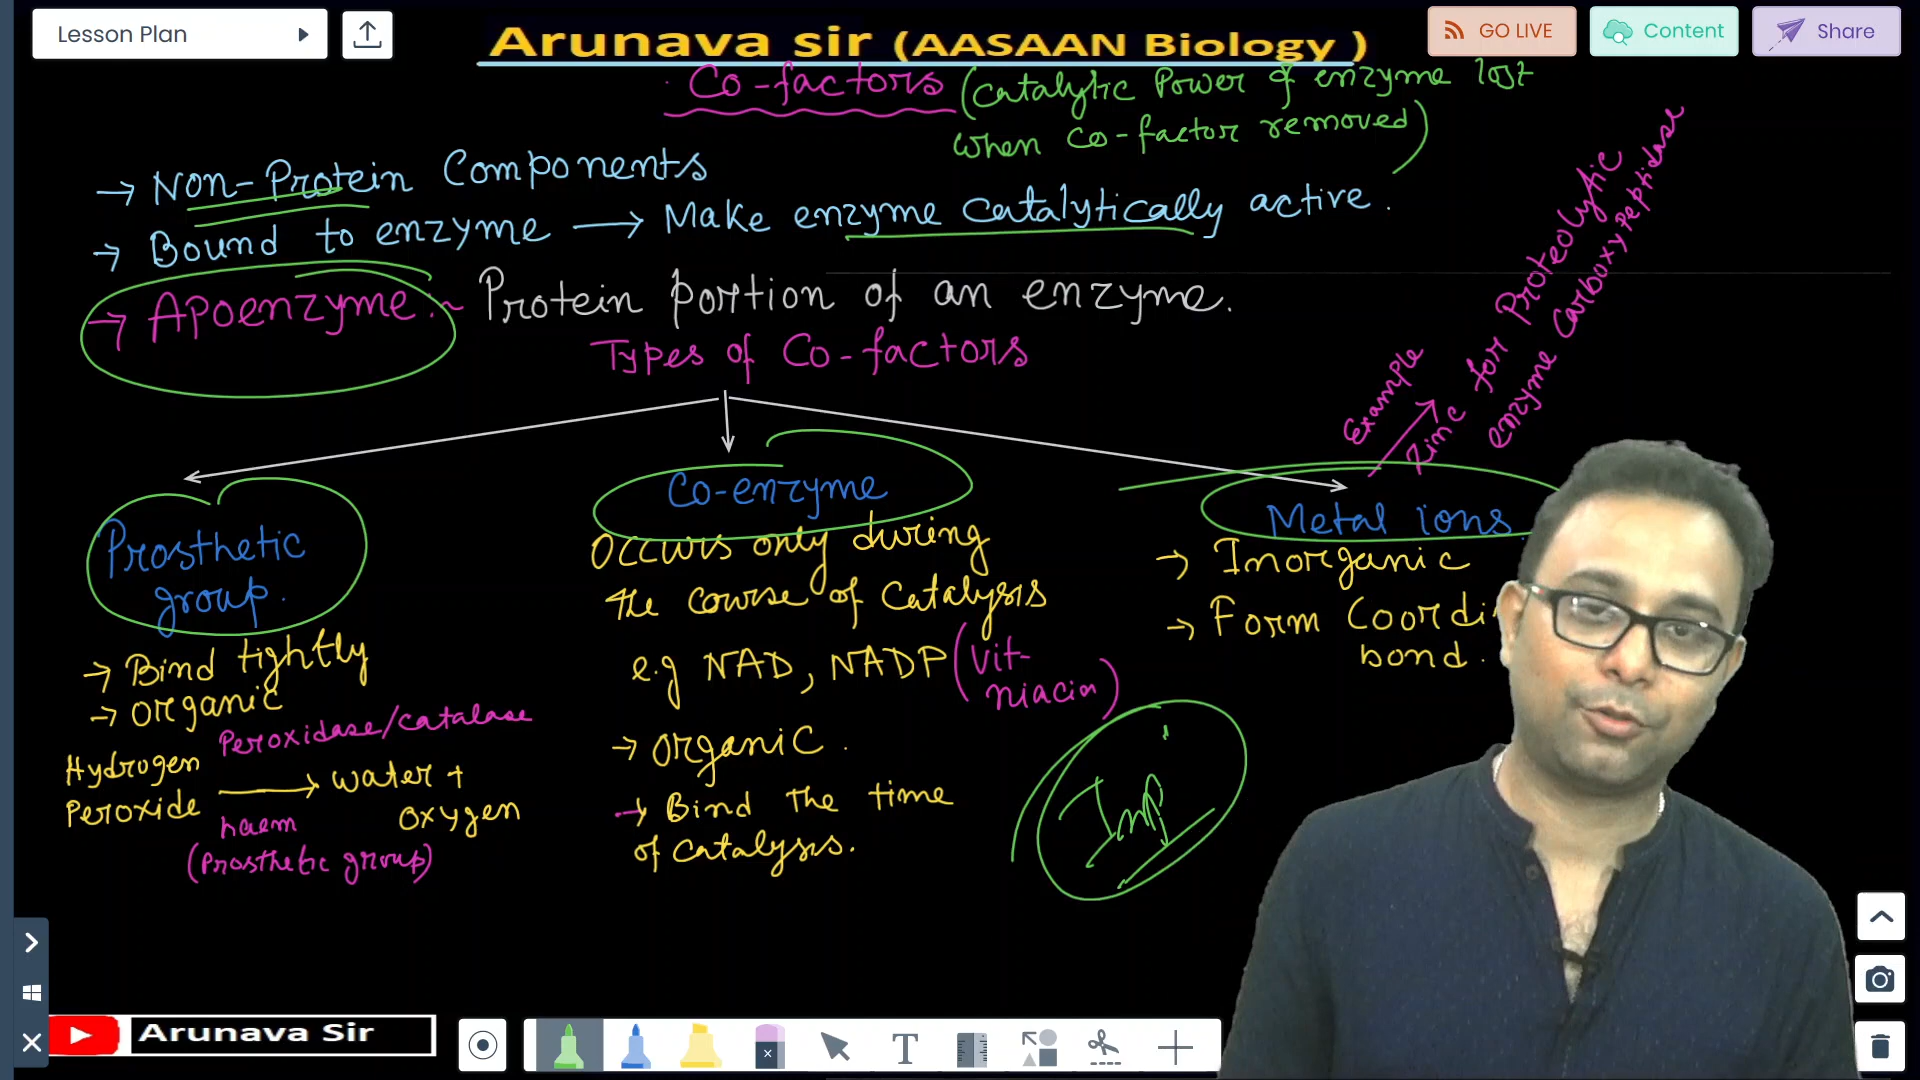 Lesson Plan
Arunava sir (AASAAN Biology )
GO LIVE
Content
Share
Co-factors (Catalytic Power of enzyme lost
when Co-factor removed)
→ Non-Protein Components
→ Bound to enzyme → Make enzyme Catalytically active.
→ Apoenzyme:~ Protein portion of an enzyme.
Types of Co-factors
Example
Zinc for Proteolytic
enzyme Carboxypeptidase
Prosthetic
group.
→ Bind tightly
→ organic
Hydrogen Peroxide/catalase
Peroxide → water +
oxygen
haem
(Prosthetic group)
Co-enzyme
Occurs only during
the course of Catalysis
e.g NAD, NADP (Vit-
niacin)
→ organic.
→ Bind the time
of catalysis.
Metal ions.
→ Inorganic
→ Form Coordi
bond.
Imp
Arunava Sir
T